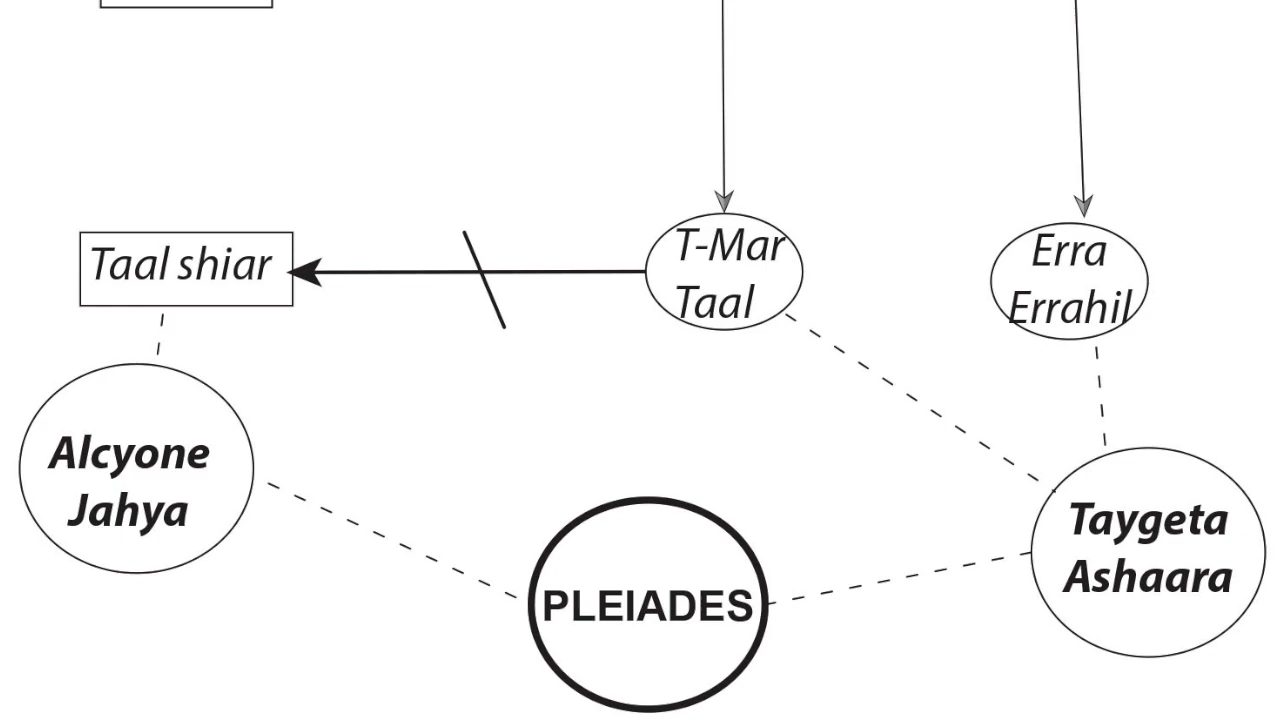 Taal shiar
T-Mar
Taal
Erra
Errahil
Alcyone
Jahya
PLEIADES
Taygeta
Ashaara